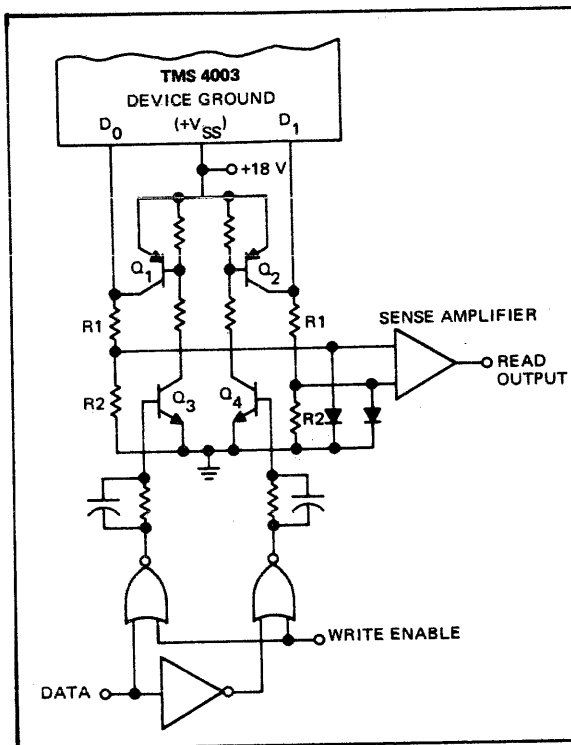 TMS 4003
DEVICE GROUND
D0 (+VSS) D1
+18 V
Q1 Q2
R1 R1
SENSE AMPLIFIER
READ
OUTPUT
R2 Q3 Q4 R2
WRITE ENABLE
DATA